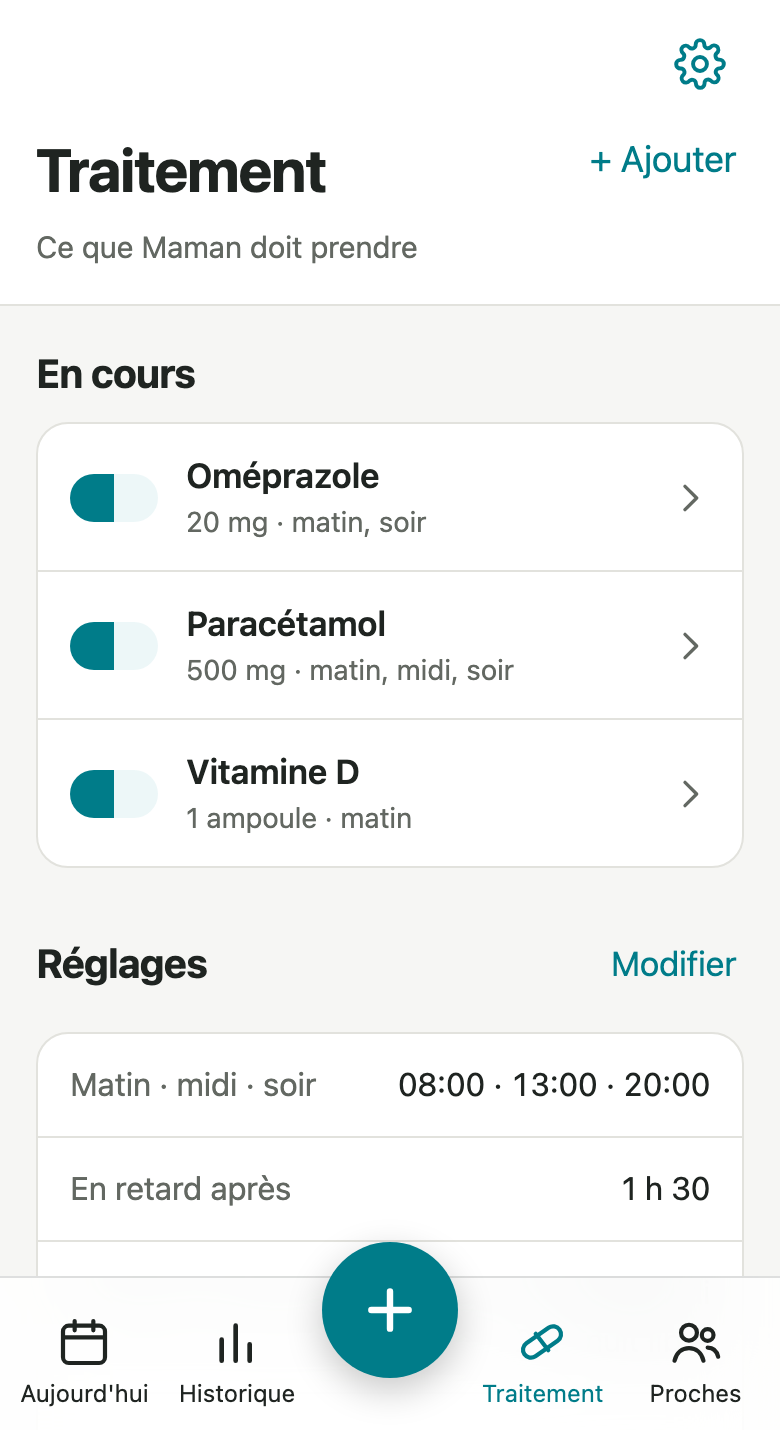 Traitement
+ Ajouter
Ce que Maman doit prendre
En cours
Oméprazole
20 mg · matin, soir
Paracétamol
500 mg · matin, midi, soir
Vitamine D
1 ampoule · matin
Réglages
Modifier
Matin · midi · soir
08:00 · 13:00 · 20:00
En retard après
1 h 30
Aujourd'hui
Historique
Traitement
Proches